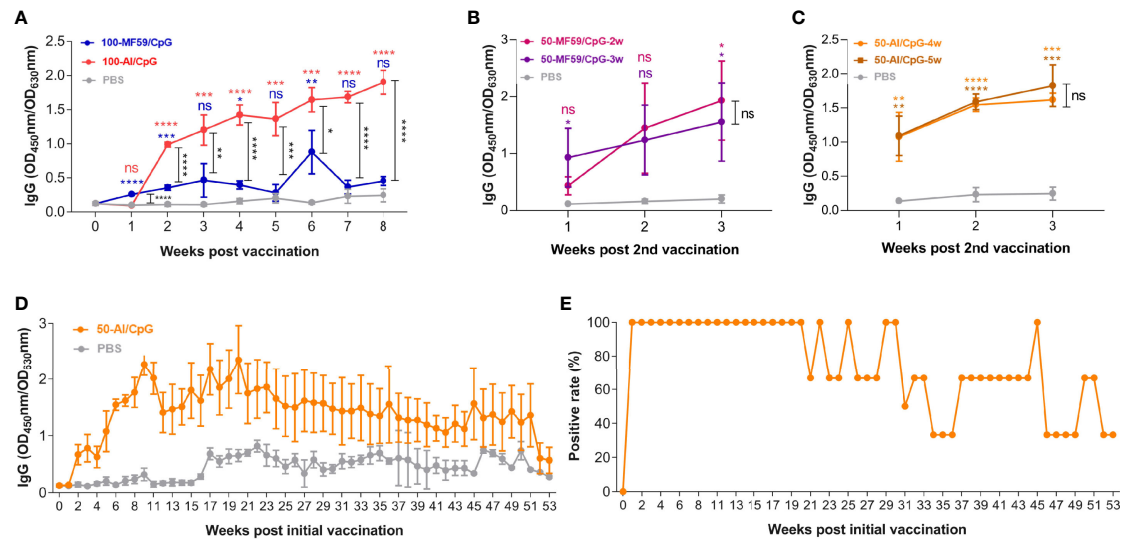 A
100-MF59/CpG
100-Al/CpG
PBS
IgG (OD450nm/OD630nm)
2.5
2.0
1.5
1.0
0.5
0.0
ns
****
****
***
****
****
***
ns
**
****
*
****
***
ns
***
***
**
*
****
ns
****
****
ns
****
0 1 2 3 4 5 6 7 8
Weeks post vaccination
B
50-MF59/CpG-2w
50-MF59/CpG-3w
PBS
IgG (OD450nm/OD630nm)
3
2
1
0
ns
*
ns
ns
*
*
ns
1 2 3
Weeks post 2nd vaccination
C
50-Al/CpG-4w
50-Al/CpG-5w
PBS
IgG (OD450nm/OD630nm)
2.5
2.0
1.5
1.0
0.5
0.0
**
**
****
****
***
***
ns
1 2 3
Weeks post 2nd vaccination
D
50-Al/CpG
PBS
IgG (OD450nm/OD630nm)
3
2
1
0
0 2 4 6 8 11 13 15 17 19 21 23 25 27 29 31 33 35 37 39 41 43 45 47 49 51 53
Weeks post initial vaccination
E
Positive rate (%)
100
80
60
40
20
0
0 2 4 6 8 11 13 15 17 19 21 23 25 27 29 31 33 35 37 39 41 43 45 47 49 51 53
Weeks post initial vaccination